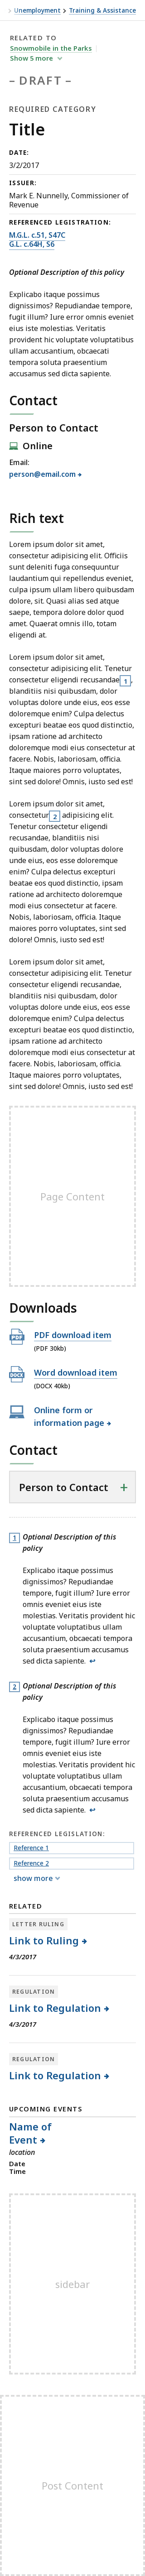 Unemployment > Training & Assistance
RELATED TO
Snowmobile in the Parks
Show 5 more
– DRAFT –
REQUIRED CATEGORY
Title
DATE:
3/2/2017
ISSUER:
Mark E. Nunnelly, Commissioner of
Revenue
REFERENCED LEGISTRATION:
M.G.L. c.51, S47C
G.L. c.64H, S6
Optional Description of this policy
Explicabo itaque possimus
dignissimos? Repudiandae tempore,
fugit illum? Iure error omnis eveniet
eius iste molestias. Veritatis
provident hic voluptates voluptatibus
ullam accusantium, obcaecati
tempora soluta praesentium
accusamus sed dicta sapiente.
Contact
Person to Contact
Online
Email:
person@email.com
Rich text
Lorem ipsum dolor sit amet,
consectetur adipisicing elit. Officiis
sunt deleniti fuga consequuntur
laudantium qui repellendus eligendi,
culpa ullam libero quibusdam
dolore, sit. Quasi alias sed atque
saepe, tempora dolore dolor quod
amet. Quaerat omnis illo, totam
eligendi at.
Lorem ipsum dolor sit amet,
consectetur adipisicing elit. Tenetur
consectetur eligendi recusandae 1,
blanditiis nisi quibusdam, dolor
voluptas dolore unde eius, eos esse
doloremque enim? Culpa delectus
excepturi beatae eos quod distinctio,
ipsam at ratione ad architecto
doloremque modi eius consectetur at
facere. Nobis, laboriosam, officia.
Itaque maiores porro voluptates,
sint sed dolore! Omnis, iusto sit est!
Lorem ipsum dolor sit amet,
consectetur 2 adipisicing elit.
Tenetur consectetur eligendi
recusandae, blanditiis nisi
quibusdam, dolor voluptas dolore
unde eius, eos esse doloremque
enim? Culpa delectus excepturi
beatae eos quod distinctio, ipsam at
ratione ad architecto doloremque
modi eius consectetur at facere.
Nobis, laboriosam, officia. Itaque
maiores porro voluptates, sint sed
dolore! Omnis, iusto sit est!
Lorem ipsum dolor sit amet,
consectetur adipisicing elit. Tenetur
consectetur eligendi recusandae,
blanditiis nisi quibusdam, dolor
voluptas dolore unde eius, eos esse
doloremque enim? Culpa delectus
excepturi beatae eos quod distinctio,
ipsam at ratione ad architecto
doloremque modi eius consectetur at
facere. Nobis, laboriosam, officia.
Itaque maiores porro voluptates, sint
sed dolore! Omnis, iusto sit est!
Page Content
Downloads
PDF
PDF download item
(PDF 30kb)
DOCX
Word download item
(DOCX 40kb)
Online form or
information page
Contact
Person to Contact +
1 Optional Description of this
policy
Explicabo itaque possimus
dignissimos? Repudiandae
tempore, fugit illum? Iure error
omnis eveniet eius iste
molestias. Veritatis provident hic
voluptates voluptatibus ullam
accusantium, obcaecati tempora
soluta praesentium accusamus
sed dicta sapiente. ↩
2 Optional Description of this
policy
Explicabo itaque possimus
dignissimos? Repudiandae
tempore, fugit illum? Iure error
omnis eveniet eius iste
molestias. Veritatis provident hic
voluptates voluptatibus ullam
accusantium, obcaecati tempora
soluta praesentium accusamus
sed dicta sapiente. ↩
REFERENCED LEGISLATION:
Reference 1
Reference 2
show more
RELATED
LETTER RULING
Link to Ruling
4/3/2017
REGULATION
Link to Regulation
4/3/2017
REGULATION
Link to Regulation
UPCOMING EVENTS
Name of
Event
location
Date
Time
sidebar
Post Content